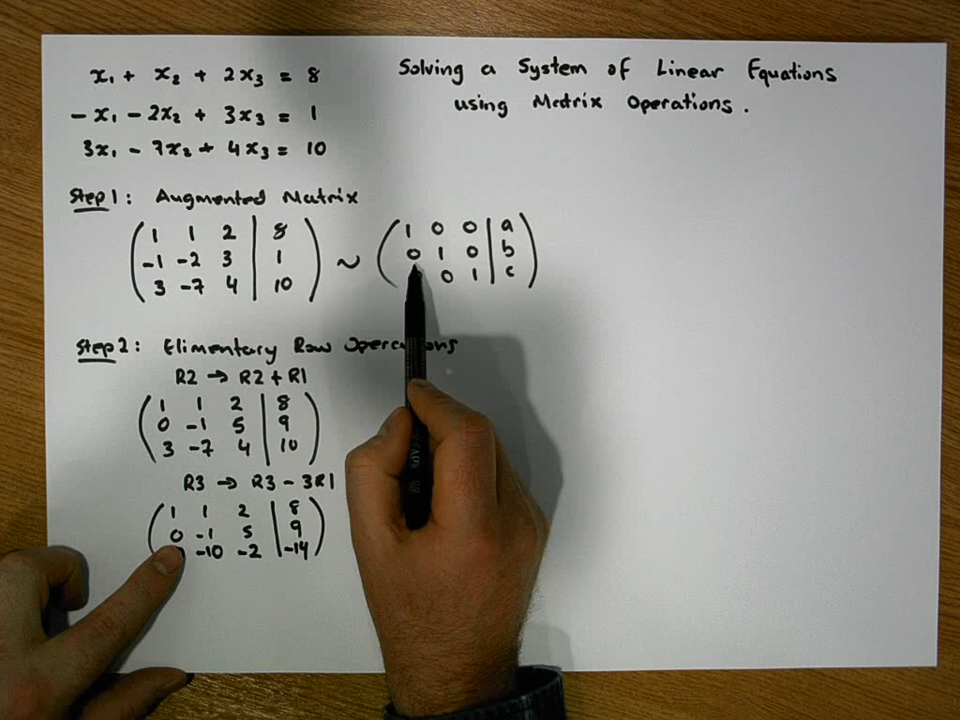 x₁ + x₂ + 2x₃ = 8
-x₁ - 2x₂ + 3x₃ = 1
3x₁ - 7x₂ + 4x₃ = 10
Solving a System of Linear Equations
using Matrix Operations.
Step 1: Augmented Matrix
1 1 2 | 8 ~ 1 0 0 | a
-1 -2 3 | 1 0 1 0 | b
3 -7 4 | 10 0 1 | c
Step 2: Elimentary Row Operations
R2 → R2 + R1
1 1 2 | 8
0 -1 5 | 9
3 -7 4 | 10
R3 → R3 - 3R1
1 1 2 | 8
0 -1 5 | 9
-10 -2 | -14